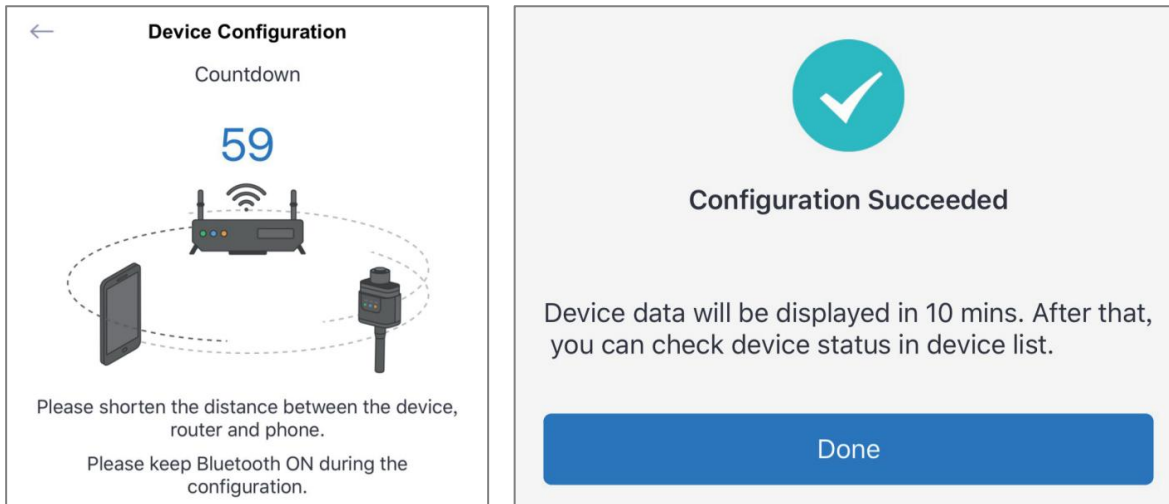 Device Configuration
Countdown
59
Please shorten the distance between the device,
router and phone.
Please keep Bluetooth ON during the
configuration.
Configuration Succeeded
Device data will be displayed in 10 mins. After that,
you can check device status in device list.
Done